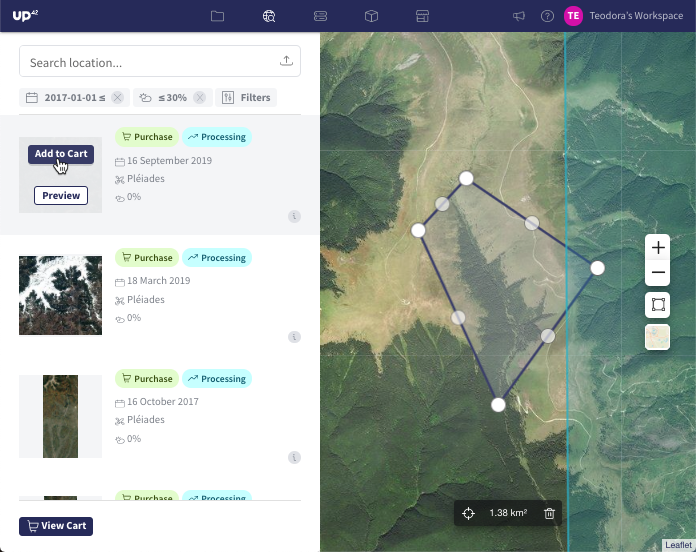 up42
TE Teodora's Workspace
Search location...
2017-01-01 ≤
≤ 30%
Filters
Add to Cart
Preview
Purchase
Processing
16 September 2019
Pléiades
0%
Purchase
Processing
18 March 2019
Pléiades
0%
Purchase
Processing
16 October 2017
Pléiades
0%
Purchase
Processing
View Cart
1.38 km²
Leaflet